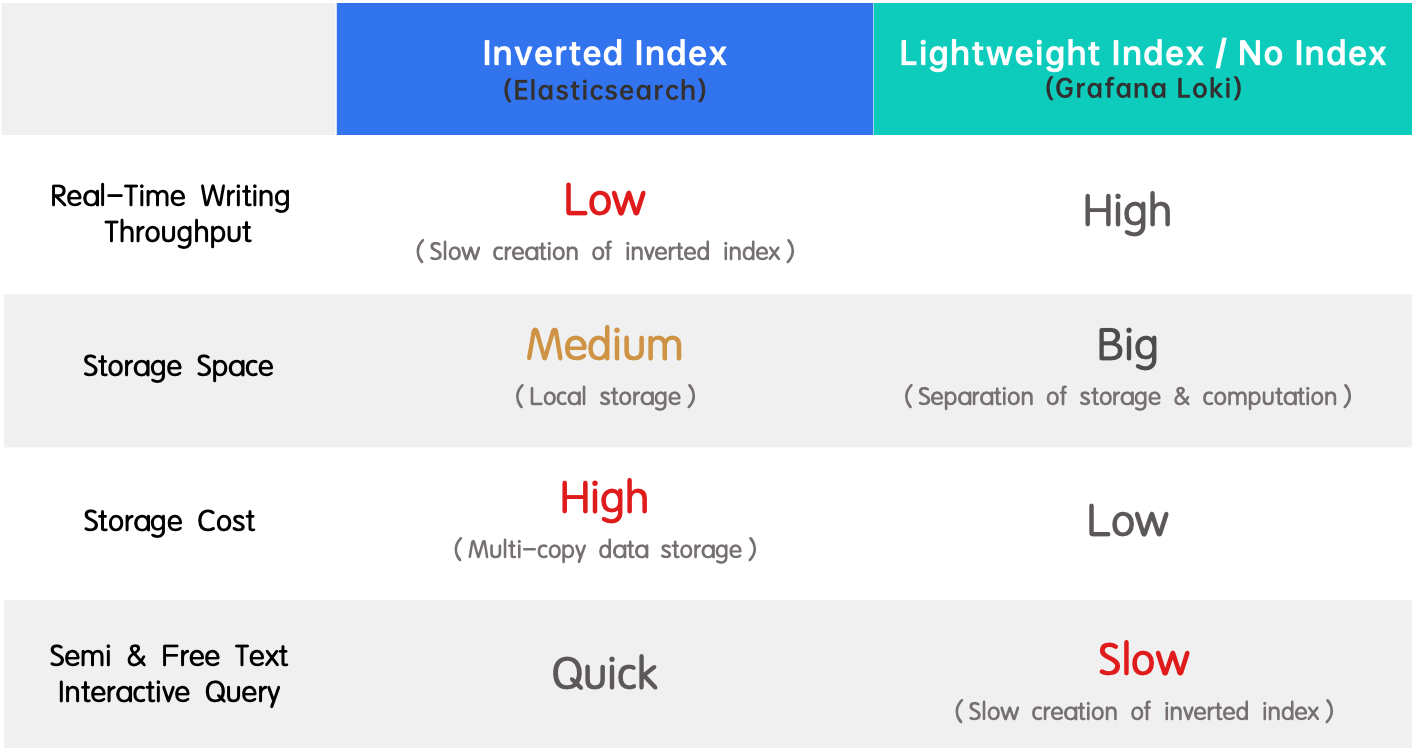 Inverted Index
(Elasticsearch)
Lightweight Index / No Index
(Grafana Loki)
Real-Time Writing
Throughput
Low
(Slow creation of inverted index)
High
Storage Space
Medium
(Local storage)
Big
(Separation of storage & computation)
Storage Cost
High
(Multi-copy data storage)
Low
Semi & Free Text
Interactive Query
Quick
Slow
(Slow creation of inverted index)